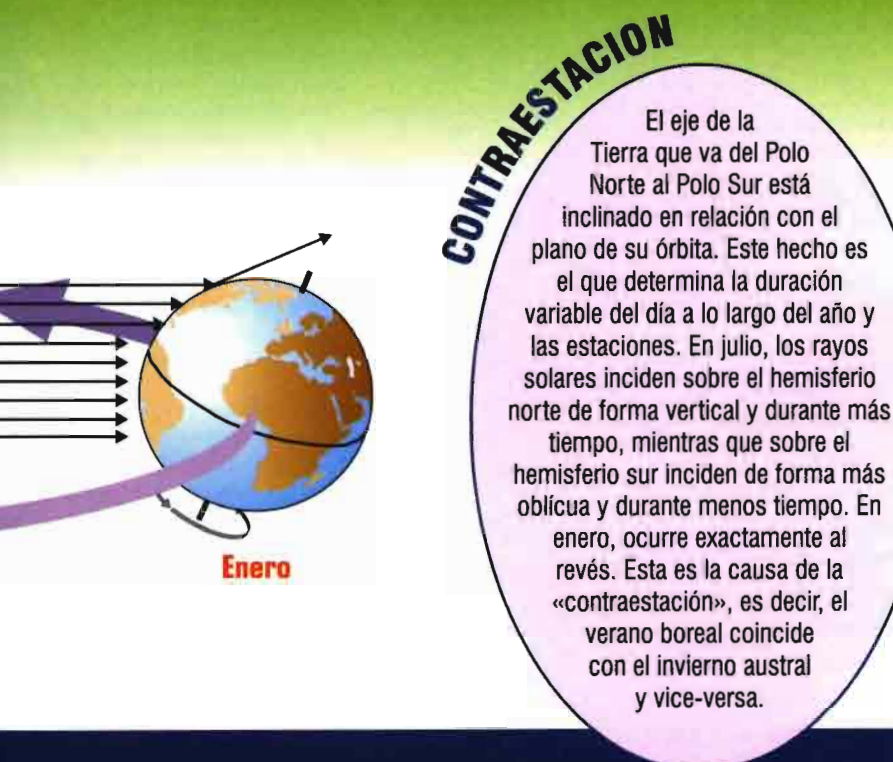 CONTRAESTACION
El eje de la
Tierra que va del Polo
Norte al Polo Sur está
inclinado en relación con el
plano de su órbita. Este hecho es
el que determina la duración
variable del día a lo largo del año y
las estaciones. En julio, los rayos
solares inciden sobre el hemisferio
norte de forma vertical y durante más
tiempo, mientras que sobre el
hemisferio sur inciden de forma más
oblícua y durante menos tiempo. En
enero, ocurre exactamente al
revés. Esta es la causa de la
«contraestación», es decir, el
verano boreal coincide
con el invierno austral
y vice-versa.
Enero